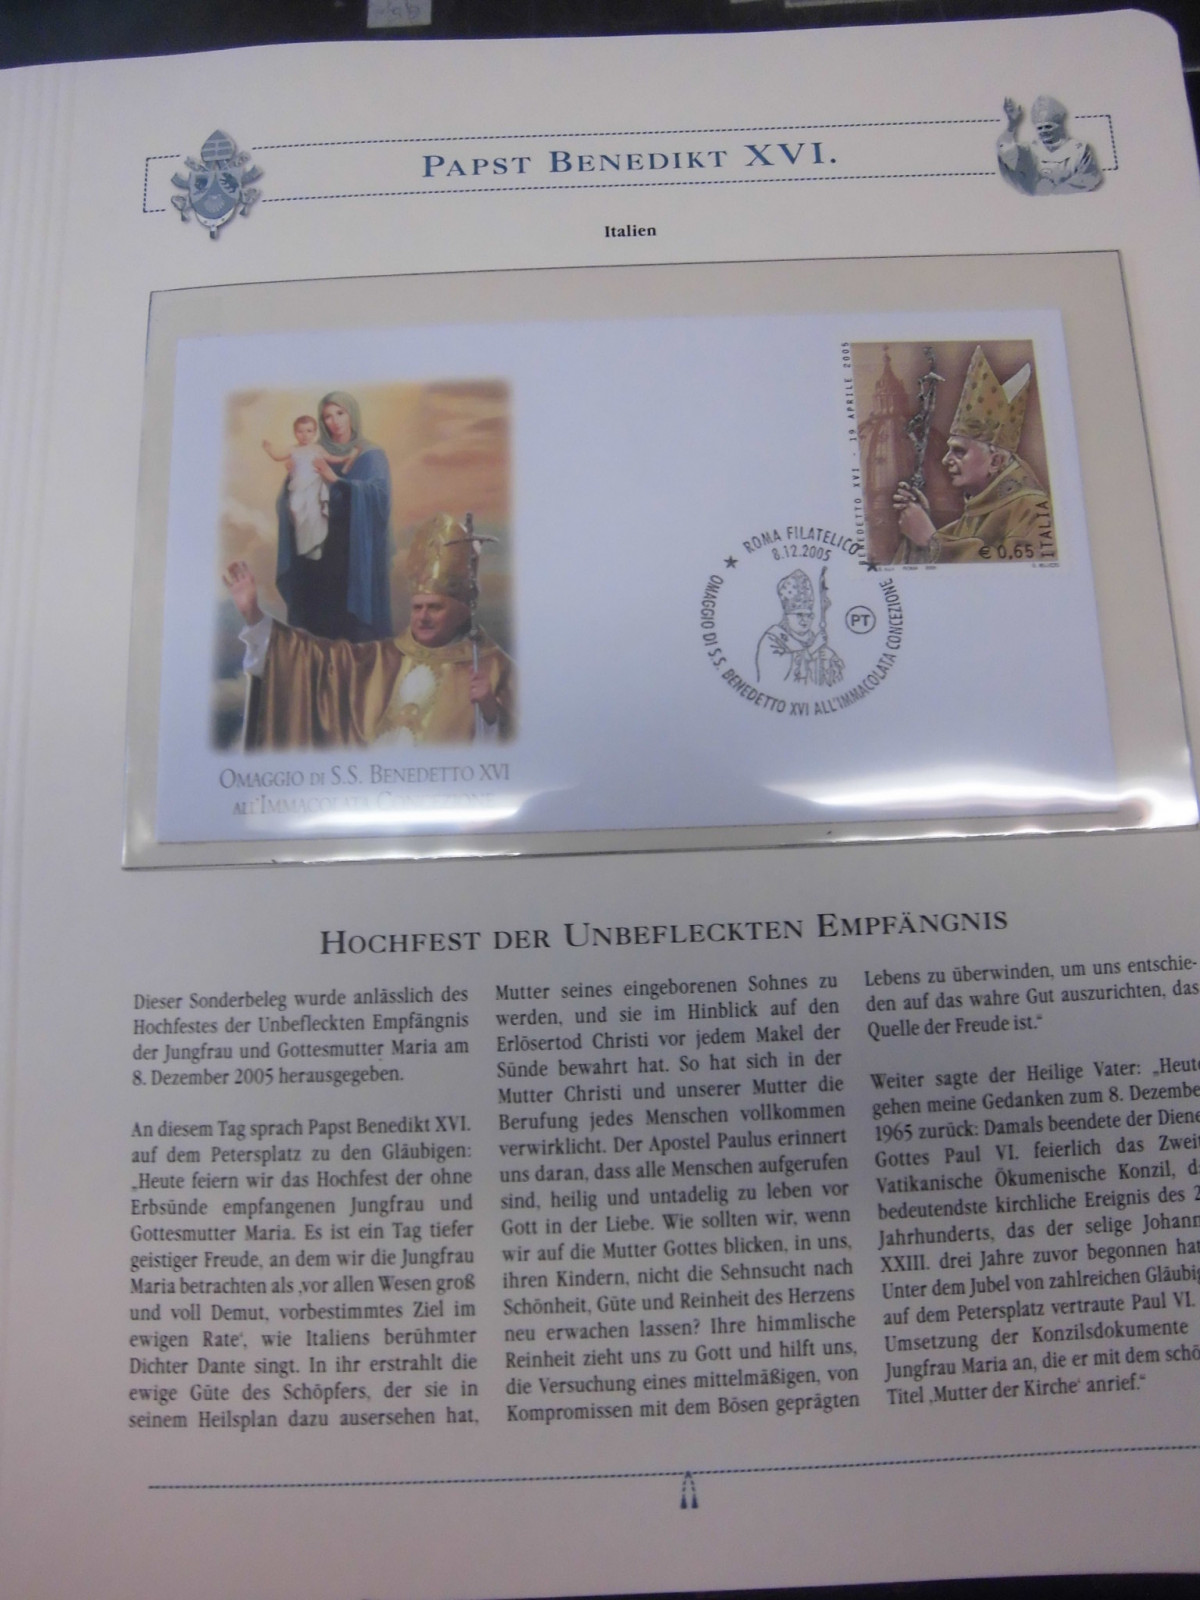 PAPST BENEDIKT XVI.
Italien
BENEDETTO XVI - 19 APRILE 2005
€ 0,65
ITALIA
ROMA FILATELICO
8.12.2005
PT
OMAGGIO DI S.S. BENEDETTO XVI ALL'IMMACOLATA CONCEZIONE
OMAGGIO DI S.S. BENEDETTO XVI
ALL'IMMACOLATA CONCEZIONE
HOCHFEST DER UNBEFLECKTEN EMPFÄNGNIS
Dieser Sonderbeleg wurde anlässlich des
Hochfestes der Unbefleckten Empfängnis
der Jungfrau und Gottesmutter Maria am
8. Dezember 2005 herausgegeben.
An diesem Tag sprach Papst Benedikt XVI.
auf dem Petersplatz zu den Gläubigen:
„Heute feiern wir das Hochfest der ohne
Erbsünde empfangenen Jungfrau und
Gottesmutter Maria. Es ist ein Tag tiefer
geistiger Freude, an dem wir die Jungfrau
Maria betrachten als ‚vor allen Wesen groß
und voll Demut, vorbestimmtes Ziel im
ewigen Rate‘, wie Italiens berühmter
Dichter Dante singt. In ihr erstrahlt die
ewige Güte des Schöpfers, der sie in
seinem Heilsplan dazu ausersehen hat,
Mutter seines eingeborenen Sohnes zu
werden, und sie im Hinblick auf den
Erlösertod Christi vor jedem Makel der
Sünde bewahrt hat. So hat sich in der
Mutter Christi und unserer Mutter die
Berufung jedes Menschen vollkommen
verwirklicht. Der Apostel Paulus erinnert
uns daran, dass alle Menschen aufgerufen
sind, heilig und untadelig zu leben vor
Gott in der Liebe. Wie sollten wir, wenn
wir auf die Mutter Gottes blicken, in uns,
ihren Kindern, nicht die Sehnsucht nach
Schönheit, Güte und Reinheit des Herzens
neu erwachen lassen? Ihre himmlische
Reinheit zieht uns zu Gott und hilft uns,
die Versuchung eines mittelmäßigen, von
Kompromissen mit dem Bösen geprägten
Lebens zu überwinden, um uns entschie-
den auf das wahre Gut auszurichten, das
Quelle der Freude ist.“
Weiter sagte der Heilige Vater: „Heute
gehen meine Gedanken zum 8. Dezembe
1965 zurück: Damals beendete der Diene
Gottes Paul VI. feierlich das Zweit
Vatikanische Ökumenische Konzil, d
bedeutendste kirchliche Ereignis des 2
Jahrhunderts, das der selige Johann
XXIII. drei Jahre zuvor begonnen hat
Unter dem Jubel von zahlreichen Gläubig
auf dem Petersplatz vertraute Paul VI.
Umsetzung der Konzilsdokumente
Jungfrau Maria an, die er mit dem schö
Titel ‚Mutter der Kirche‘ anrief.“